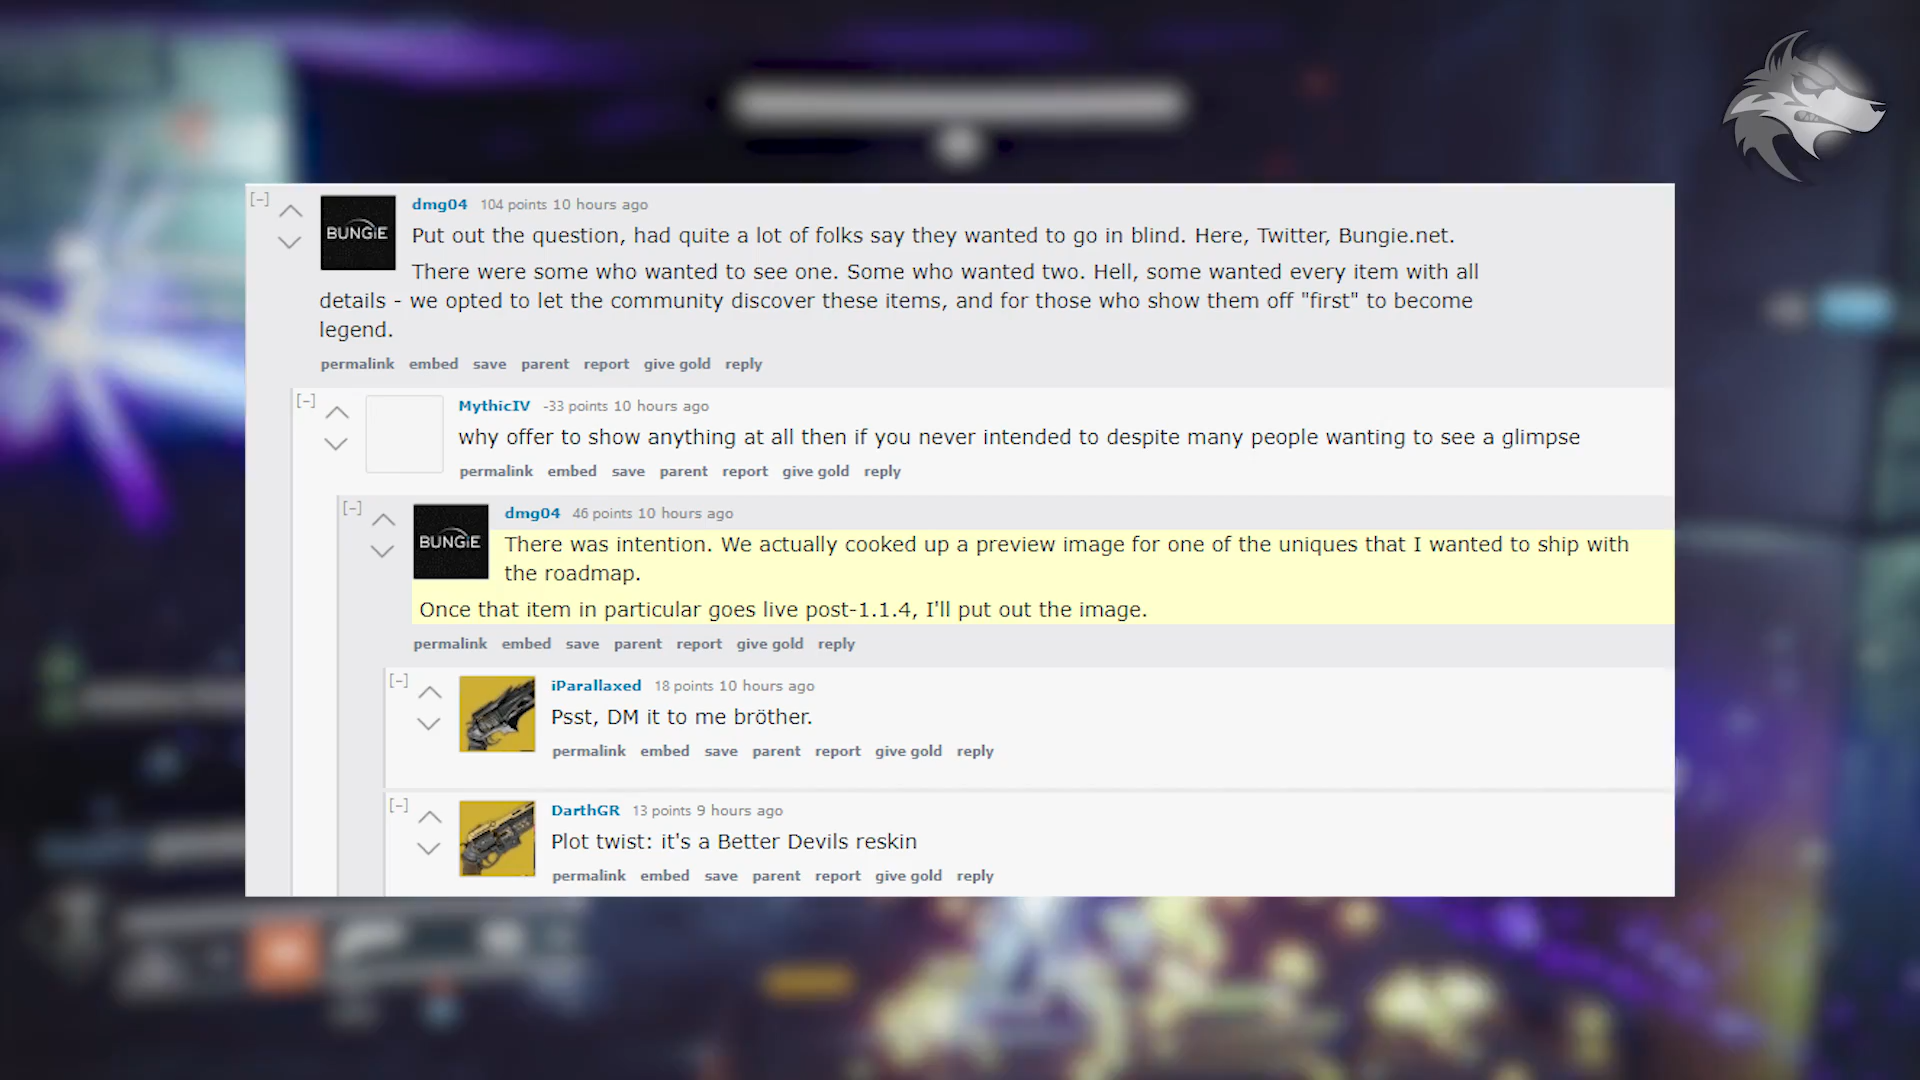 [-]
dmg04 104 points 10 hours ago
BUNGiE
Put out the question, had quite a lot of folks say they wanted to go in blind. Here, Twitter, Bungie.net.
There were some who wanted to see one. Some who wanted two. Hell, some wanted every item with all
details - we opted to let the community discover these items, and for those who show them off "first" to become
legend.
permalink embed save parent report give gold reply
[-]
MythicIV -33 points 10 hours ago
why offer to show anything at all then if you never intended to despite many people wanting to see a glimpse
permalink embed save parent report give gold reply
[-]
dmg04 46 points 10 hours ago
BUNGiE
There was intention. We actually cooked up a preview image for one of the uniques that I wanted to ship with
the roadmap.
Once that item in particular goes live post-1.1.4, I'll put out the image.
permalink embed save parent report give gold reply
[-]
iParallaxed 18 points 10 hours ago
Psst, DM it to me bröther.
permalink embed save parent report give gold reply
[-]
DarthGR 13 points 9 hours ago
Plot twist: it's a Better Devils reskin
permalink embed save parent report give gold reply